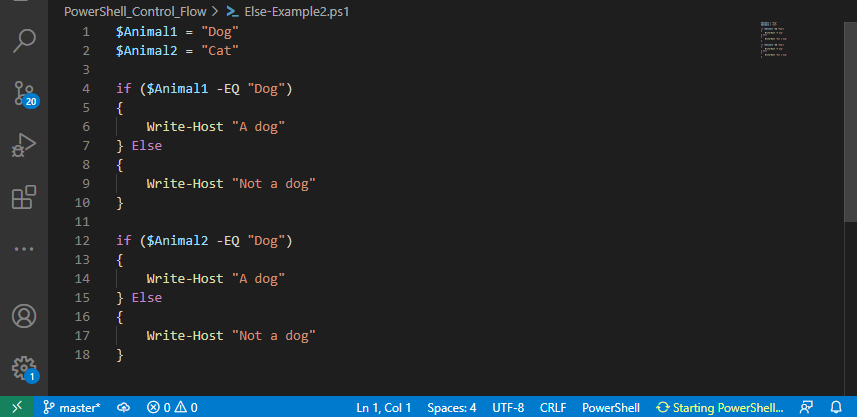 PowerShell_Control_Flow > Else-Example2.ps1
1 $Animal1 = "Dog"
2 $Animal2 = "Cat"
3
4 if ($Animal1 -EQ "Dog")
5 {
6     Write-Host "A dog"
7 } Else
8 {
9     Write-Host "Not a dog"
10 }
11
12 if ($Animal2 -EQ "Dog")
13 {
14     Write-Host "A dog"
15 } Else
16 {
17     Write-Host "Not a dog"
18 }
20
1
master* 0 0 Ln 1, Col 1 Spaces: 4 UTF-8 CRLF PowerShell Starting PowerShell...